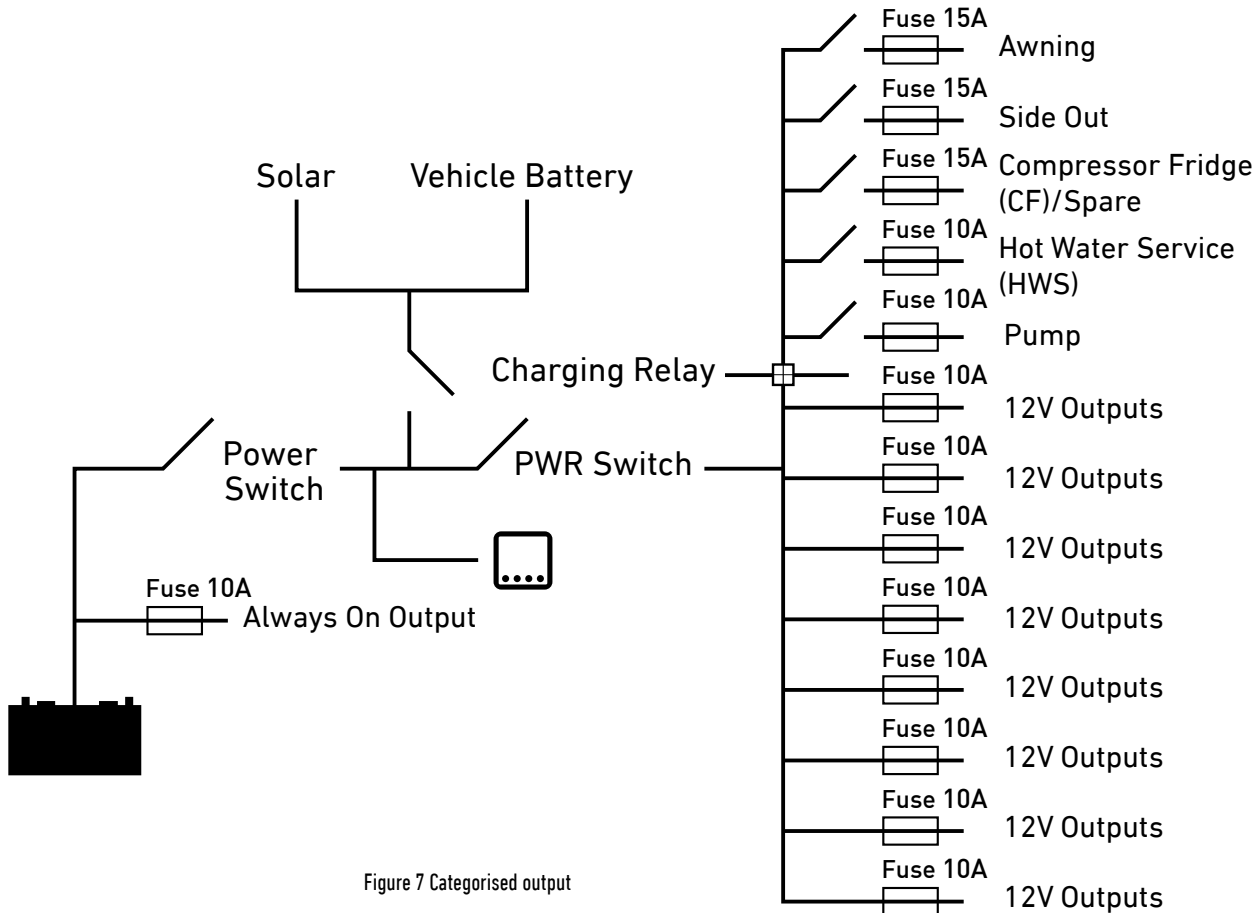 Fuse 15A
Awning
Fuse 15A
Side Out
Fuse 15A
Compressor Fridge
(CF)/Spare
Fuse 10A
Hot Water Service
(HWS)
Fuse 10A
Pump
Solar
Vehicle Battery
Charging Relay
Power
Switch
PWR Switch
Fuse 10A
Always On Output
Fuse 10A
12V Outputs
Fuse 10A
12V Outputs
Fuse 10A
12V Outputs
Fuse 10A
12V Outputs
Fuse 10A
12V Outputs
Fuse 10A
12V Outputs
Fuse 10A
12V Outputs
Fuse 10A
12V Outputs
Figure 7 Categorised output